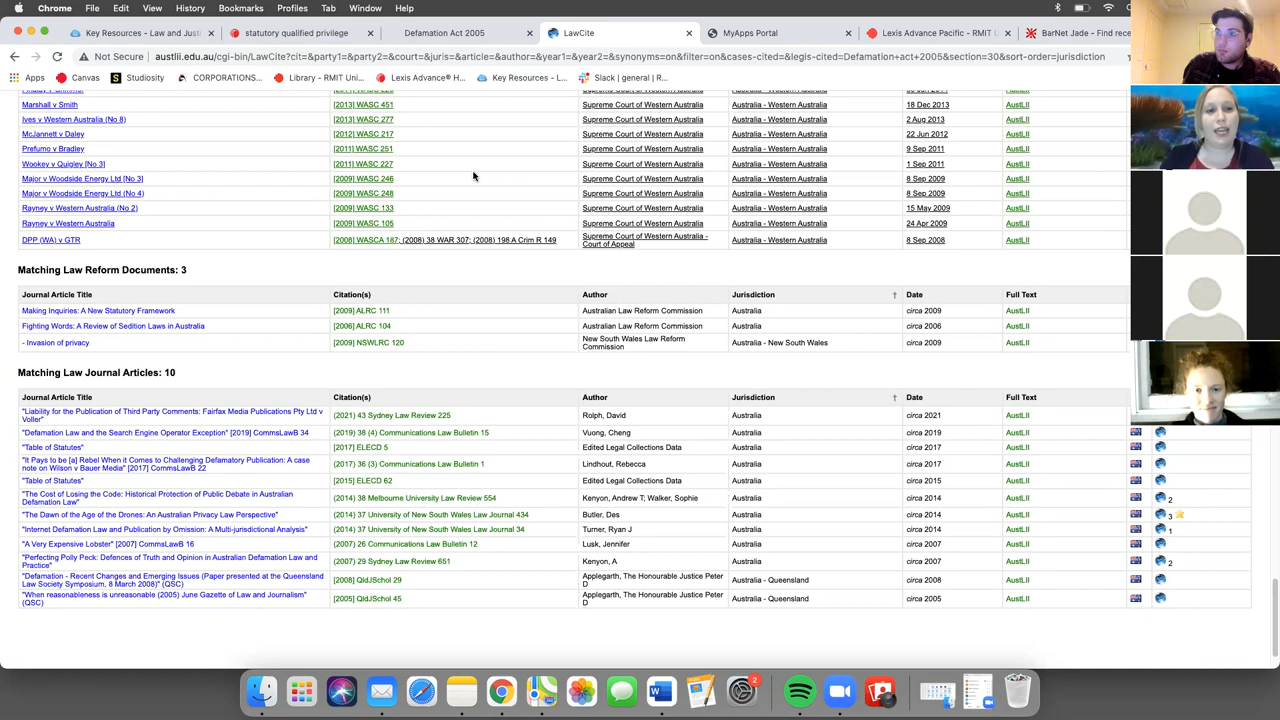 Chrome File Edit View History Bookmarks Profiles Tab Window Help
Key Resources - Law and Just
statutory qualified privilege
Defamation Act 2005
LawCite
MyApps Portal
Lexis Advance Pacific - RMIT L
BarNet Jade - Fin
Not Secure austlii.edu.au/cgi-bin/LawCite?cit=&party1=&party2=&court=&juris=&article=&author=&year1=&year2=&synonyms=on&filter=on&cases-cited=&legis-cited=Defamation+act+2005&section=30&sort-order=jurisdiction
Apps Canvas Studiosity CORPORATIONS... Library - RMIT Uni... Lexis Advance® H... Key Resources - L... Slack | general | R...
Marshall v Smith [2013] WASC 451 Supreme Court of Western Australia Australia - Western Australia 18 Dec 2013 AustLII
Ives v Western Australia (No 8) [2013] WASC 277 Supreme Court of Western Australia Australia - Western Australia 2 Aug 2013 AustLII
McJannett v Daley [2012] WASC 217 Supreme Court of Western Australia Australia - Western Australia 22 Jun 2012 AustLII
Prefumo v Bradley [2011] WASC 251 Supreme Court of Western Australia Australia - Western Australia 9 Sep 2011 AustLII
Wookey v Quigley [No 3] [2011] WASC 227 Supreme Court of Western Australia Australia - Western Australia 1 Sep 2011 AustLII
Major v Woodside Energy Ltd [No 3] [2009] WASC 246 Supreme Court of Western Australia Australia - Western Australia 8 Sep 2009 AustLII
Major v Woodside Energy Ltd (No 4) [2009] WASC 248 Supreme Court of Western Australia Australia - Western Australia 8 Sep 2009 AustLII
Rayney v Western Australia (No 2) [2009] WASC 133 Supreme Court of Western Australia Australia - Western Australia 15 May 2009 AustLII
Rayney v Western Australia [2009] WASC 105 Supreme Court of Western Australia Australia - Western Australia 24 Apr 2009 AustLII
DPP (WA) v GTR [2008] WASCA 187; (2008) 38 WAR 307; (2008) 198 A Crim R 149 Supreme Court of Western Australia - Australia - Western Australia 8 Sep 2008 AustLII
Court of Appeal
Matching Law Reform Documents: 3
Journal Article Title Citation(s) Author Jurisdiction ↑ Date Full Text
Making Inquiries: A New Statutory Framework [2009] ALRC 111 Australian Law Reform Commission Australia circa 2009 AustLII
Fighting Words: A Review of Sedition Laws in Australia [2006] ALRC 104 Australian Law Reform Commission Australia circa 2006 AustLII
- Invasion of privacy [2009] NSWLRC 120 New South Wales Law Reform Australia - New South Wales circa 2009 AustLII
Commission
Matching Law Journal Articles: 10
Journal Article Title Citation(s) Author Jurisdiction ↑ Date Full Text
"Liability for the Publication of Third Party Comments: Fairfax Media Publications Pty Ltd v (2021) 43 Sydney Law Review 225 Rolph, David Australia circa 2021 AustLII
Voller"
"Defamation Law and the Search Engine Operator Exception" [2019] CommsLawB 34 (2019) 38 (4) Communications Law Bulletin 15 Vuong, Cheng Australia circa 2019 AustLII
"Table of Statutes" [2017] ELECD 5 Edited Legal Collections Data Australia circa 2017 AustLII
"It Pays to be [a] Rebel When it Comes to Challenging Defamatory Publication: A case (2017) 36 (3) Communications Law Bulletin 1 Lindhout, Rebecca Australia circa 2017 AustLII
note on Wilson v Bauer Media" [2017] CommsLawB 22
"Table of Statutes" [2015] ELECD 62 Edited Legal Collections Data Australia circa 2015 AustLII
"The Cost of Losing the Code: Historical Protection of Public Debate in Australian (2014) 38 Melbourne University Law Review 554 Kenyon, Andrew T; Walker, Sophie Australia circa 2014 AustLII 2
Defamation Law"
"The Dawn of the Age of the Drones: An Australian Privacy Law Perspective" (2014) 37 University of New South Wales Law Journal 434 Butler, Des Australia circa 2014 AustLII 3
"Internet Defamation Law and Publication by Omission: A Multi-jurisdictional Analysis" (2014) 37 University of New South Wales Law Journal 34 Turner, Ryan J Australia circa 2014 AustLII 1
"A Very Expensive Lobster" [2007] CommsLawB 16 (2007) 26 Communications Law Bulletin 12 Lusk, Jennifer Australia circa 2007 AustLII
"Perfecting Polly Peck: Defences of Truth and Opinion in Australian Defamation Law and (2007) 29 Sydney Law Review 651 Kenyon, A Australia circa 2007 AustLII 2
Practice"
"Defamation - Recent Changes and Emerging Issues (Paper presented at the Queensland [2008] QldJSchol 29 Applegarth, The Honourable Justice Peter Australia - Queensland circa 2008 AustLII
Law Society Symposium, 8 March 2008)" (QSC) D
"When reasonableness is unreasonable (2005) June Gazette of Law and Journalism" [2005] QldJSchol 45 Applegarth, The Honourable Justice Peter Australia - Queensland circa 2005 AustLII
(QSC) D
2